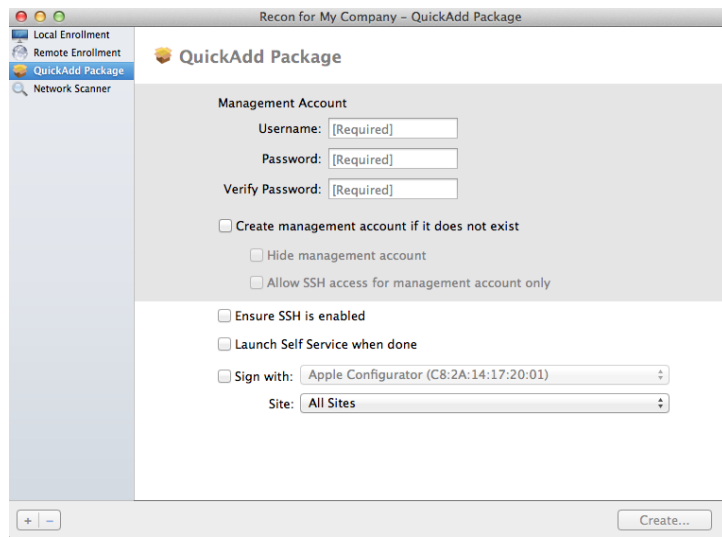 Recon for My Company – QuickAdd Package
Local Enrollment
Remote Enrollment
QuickAdd Package
Network Scanner
QuickAdd Package
Management Account
Username: [Required]
Password: [Required]
Verify Password: [Required]
Create management account if it does not exist
Hide management account
Allow SSH access for management account only
Ensure SSH is enabled
Launch Self Service when done
Sign with: Apple Configurator (C8:2A:14:17:20:01)
Site: All Sites
+ −
Create...